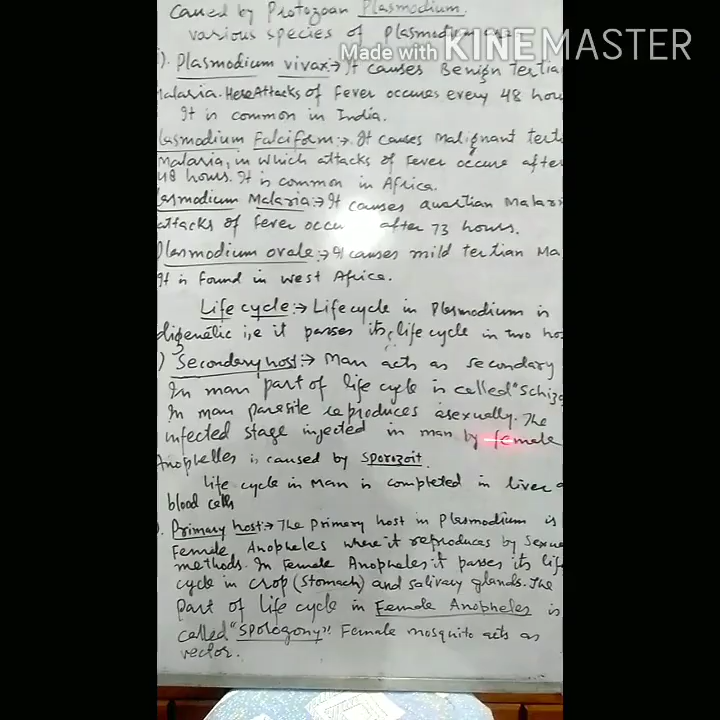 caused by Protozoan Plasmodium.
various species of Plasmodium are
Made with KINEMASTER
i). Plasmodium vivax:→ It causes Benign Tertia
Malaria. Here Attacks of Fever occures every 48 hou
It is common in India.
lasmodium Falciform:→. It causes Malignant terti
Malaria, in which attacks of Fever occure after
48 hours. It is common in Africa.
lasmodium Malaria:→ It causes quartian Malari
attacks of Fever occu after 73 hours.
Plasmodium ovale:→ It causes mild tertian Ma
It is Found in west Africa.
Life cycle:→ Life cycle in Plasmodium is
digenetic i,e it passes its life cycle in two ho
) Secondary host:→ Man acts as secondary
In man part of life cycle is called "Schizo
In man parasite reproduces asexually. The
infected stage injected in man by female
Anophelles is caused by sporozoit.
Life cycle in Man is completed in liver
blood cells
). Primary host:→ The Primary host in Plasmodium is
Female Anopheles where it reproduces by sexua
methods. In Female Anopheles it passes its life
cycle in crop (stomach) and salivary glands. The
part of life cycle in Female Anopheles is
called "sporogony". Female mosquito acts as
vector.